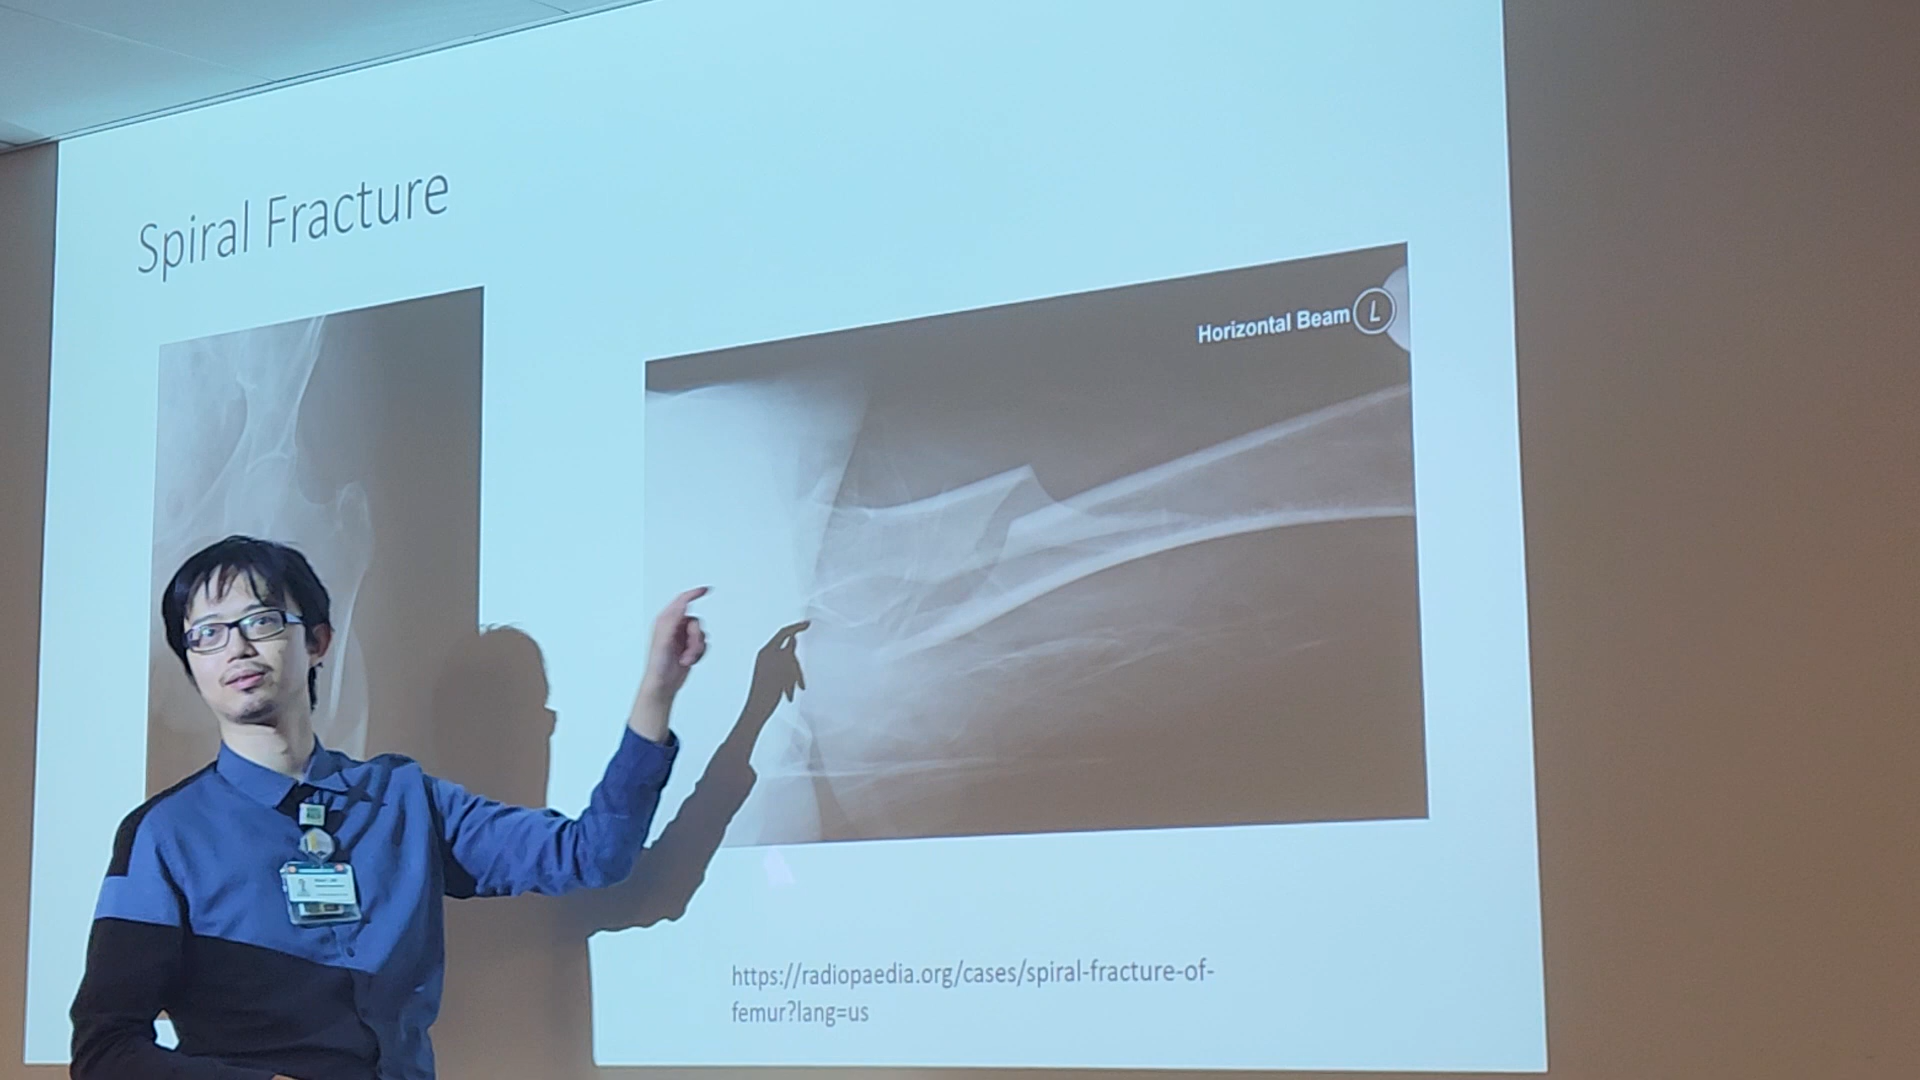 Spiral Fracture
Horizontal Beam L
https://radiopaedia.org/cases/spiral-fracture-of-
femur?lang=us